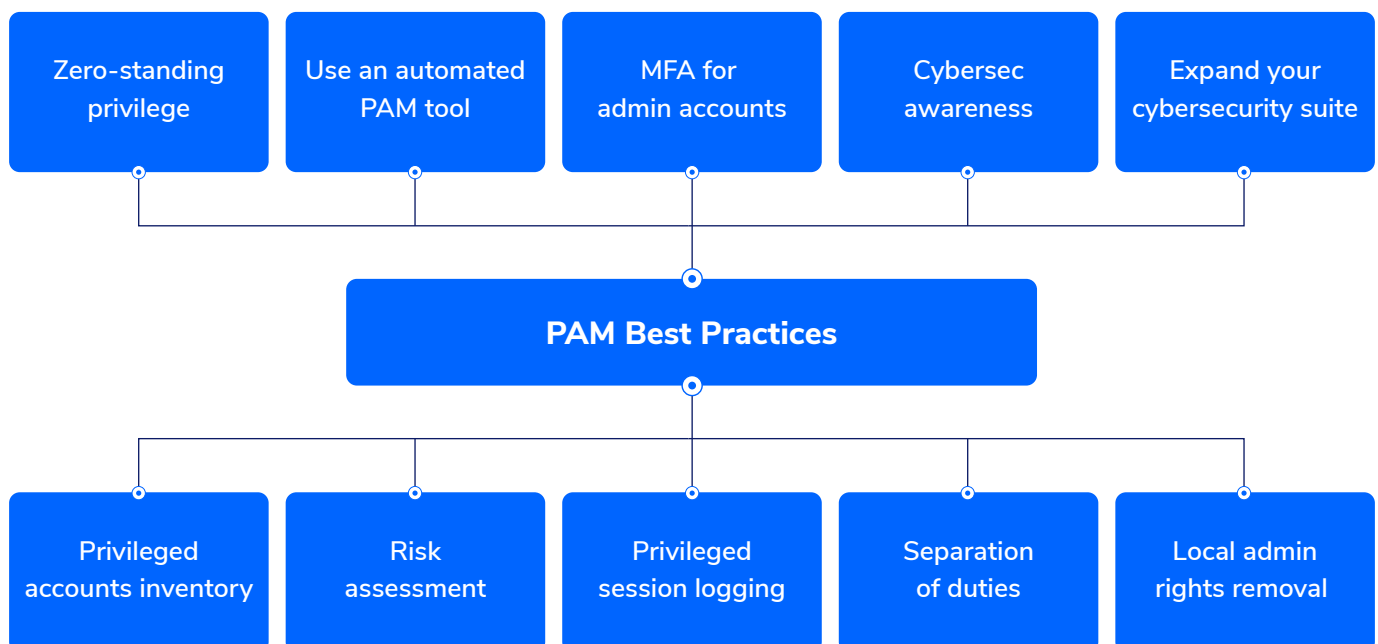 Zero-standing
privilege
Use an automated
PAM tool
MFA for
admin accounts
Cybersec
awareness
Expand your
cybersecurity suite
PAM Best Practices
Privileged
accounts inventory
Risk
assessment
Privileged
session logging
Separation
of duties
Local admin
rights removal